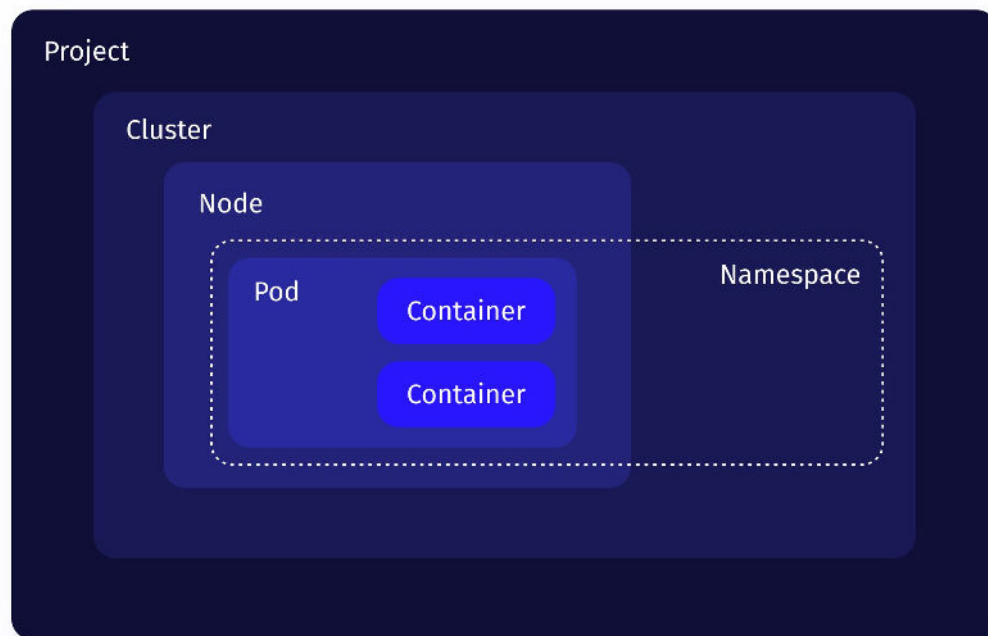 Project
Cluster
Node
Namespace
Pod
Container
Container